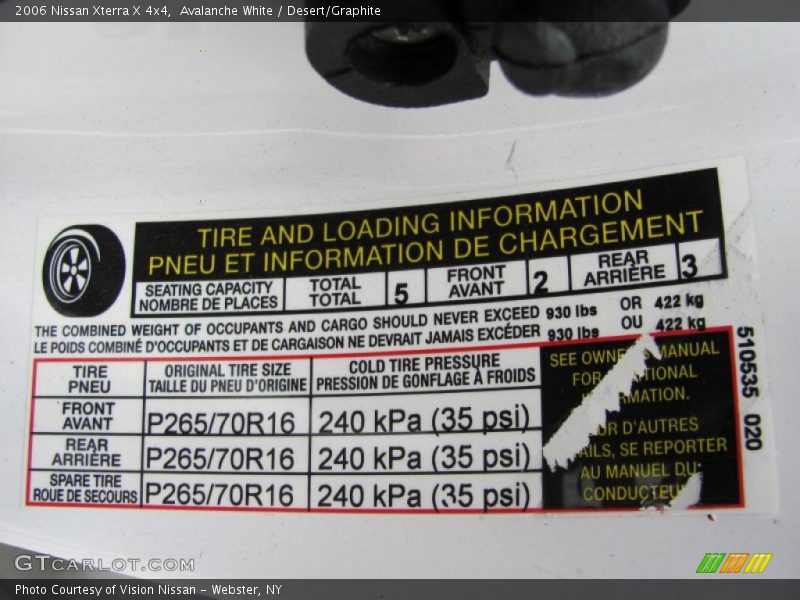 2006 Nissan Xterra X 4x4,  Avalanche White / Desert/Graphite
TIRE AND LOADING INFORMATION
PNEU ET INFORMATION DE CHARGEMENT
SEATING CAPACITY
NOMBRE DE PLACES
TOTAL
TOTAL
5
FRONT
AVANT
2
REAR
ARRIÈRE
3
THE COMBINED WEIGHT OF OCCUPANTS AND CARGO SHOULD NEVER EXCEED 930 lbs OR 422 kg
LE POIDS COMBINÉ D'OCCUPANTS ET DE CARGAISON NE DEVRAIT JAMAIS EXCÉDER 930 lbs OU 422 kg
TIRE
PNEU
ORIGINAL TIRE SIZE
TAILLE DU PNEU D'ORIGINE
COLD TIRE PRESSURE
PRESSION DE GONFLAGE À FROIDS
FRONT
AVANT
P265/70R16
240 kPa (35 psi)
REAR
ARRIÈRE
P265/70R16
240 kPa (35 psi)
SPARE TIRE
ROUE DE SECOURS
P265/70R16
240 kPa (35 psi)
SEE OWNE MANUAL
FOR TIONAL
RMATION.
R D'AUTRES
AILS, SE REPORTER
AU MANUEL DU
CONDUCTEU
510535 020
GTCARLOT.COM
Photo Courtesy of Vision Nissan - Webster, NY